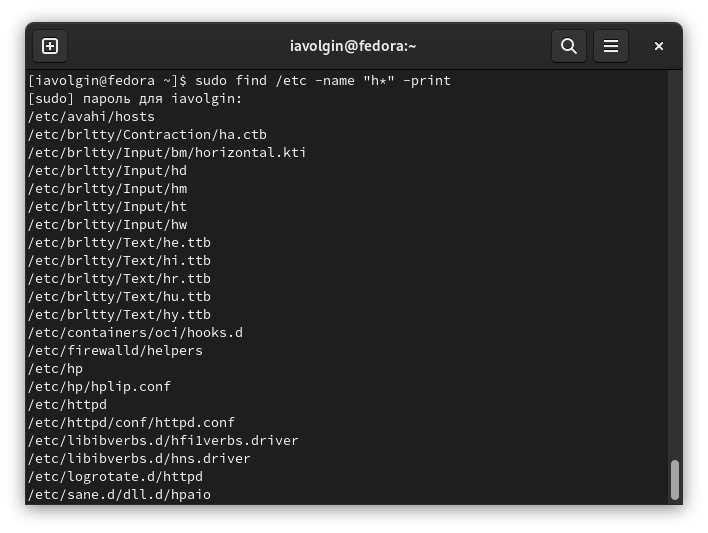 iavolgin@fedora:~
[iavolgin@fedora ~]$ sudo find /etc -name "h*" -print
[sudo] пароль для iavolgin:
/etc/avahi/hosts
/etc/brltty/Contraction/ha.ctb
/etc/brltty/Input/bm/horizontal.kti
/etc/brltty/Input/hd
/etc/brltty/Input/hm
/etc/brltty/Input/ht
/etc/brltty/Input/hw
/etc/brltty/Text/he.ttb
/etc/brltty/Text/hi.ttb
/etc/brltty/Text/hr.ttb
/etc/brltty/Text/hu.ttb
/etc/brltty/Text/hy.ttb
/etc/containers/oci/hooks.d
/etc/firewalld/helpers
/etc/hp
/etc/hp/hplip.conf
/etc/httpd
/etc/httpd/conf/httpd.conf
/etc/libibverbs.d/hfi1verbs.driver
/etc/libibverbs.d/hns.driver
/etc/logrotate.d/httpd
/etc/sane.d/dll.d/hpaio